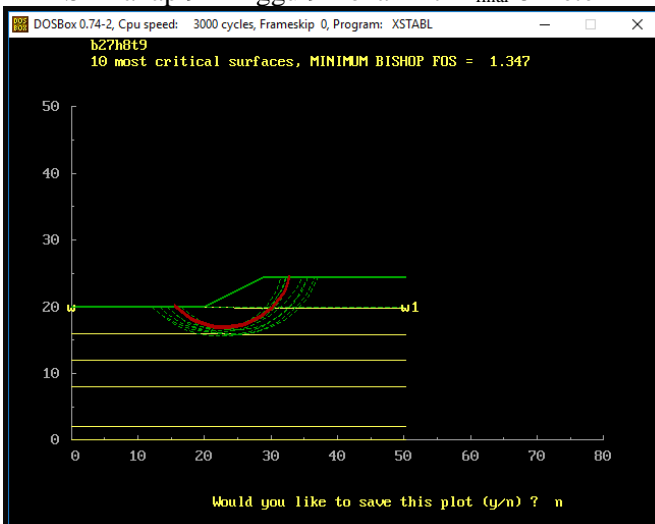 DOSBox 0.74-2, Cpu speed: 3000 cycles, Frameskip 0, Program: XSTABL
b27h8t9
10 most critical surfaces, MINIMUM BISHOP FOS = 1.347
50
40
30
20
w
w1
10
0
0 10 20 30 40 50 60 70 80
Would you like to save this plot (y/n) ? n